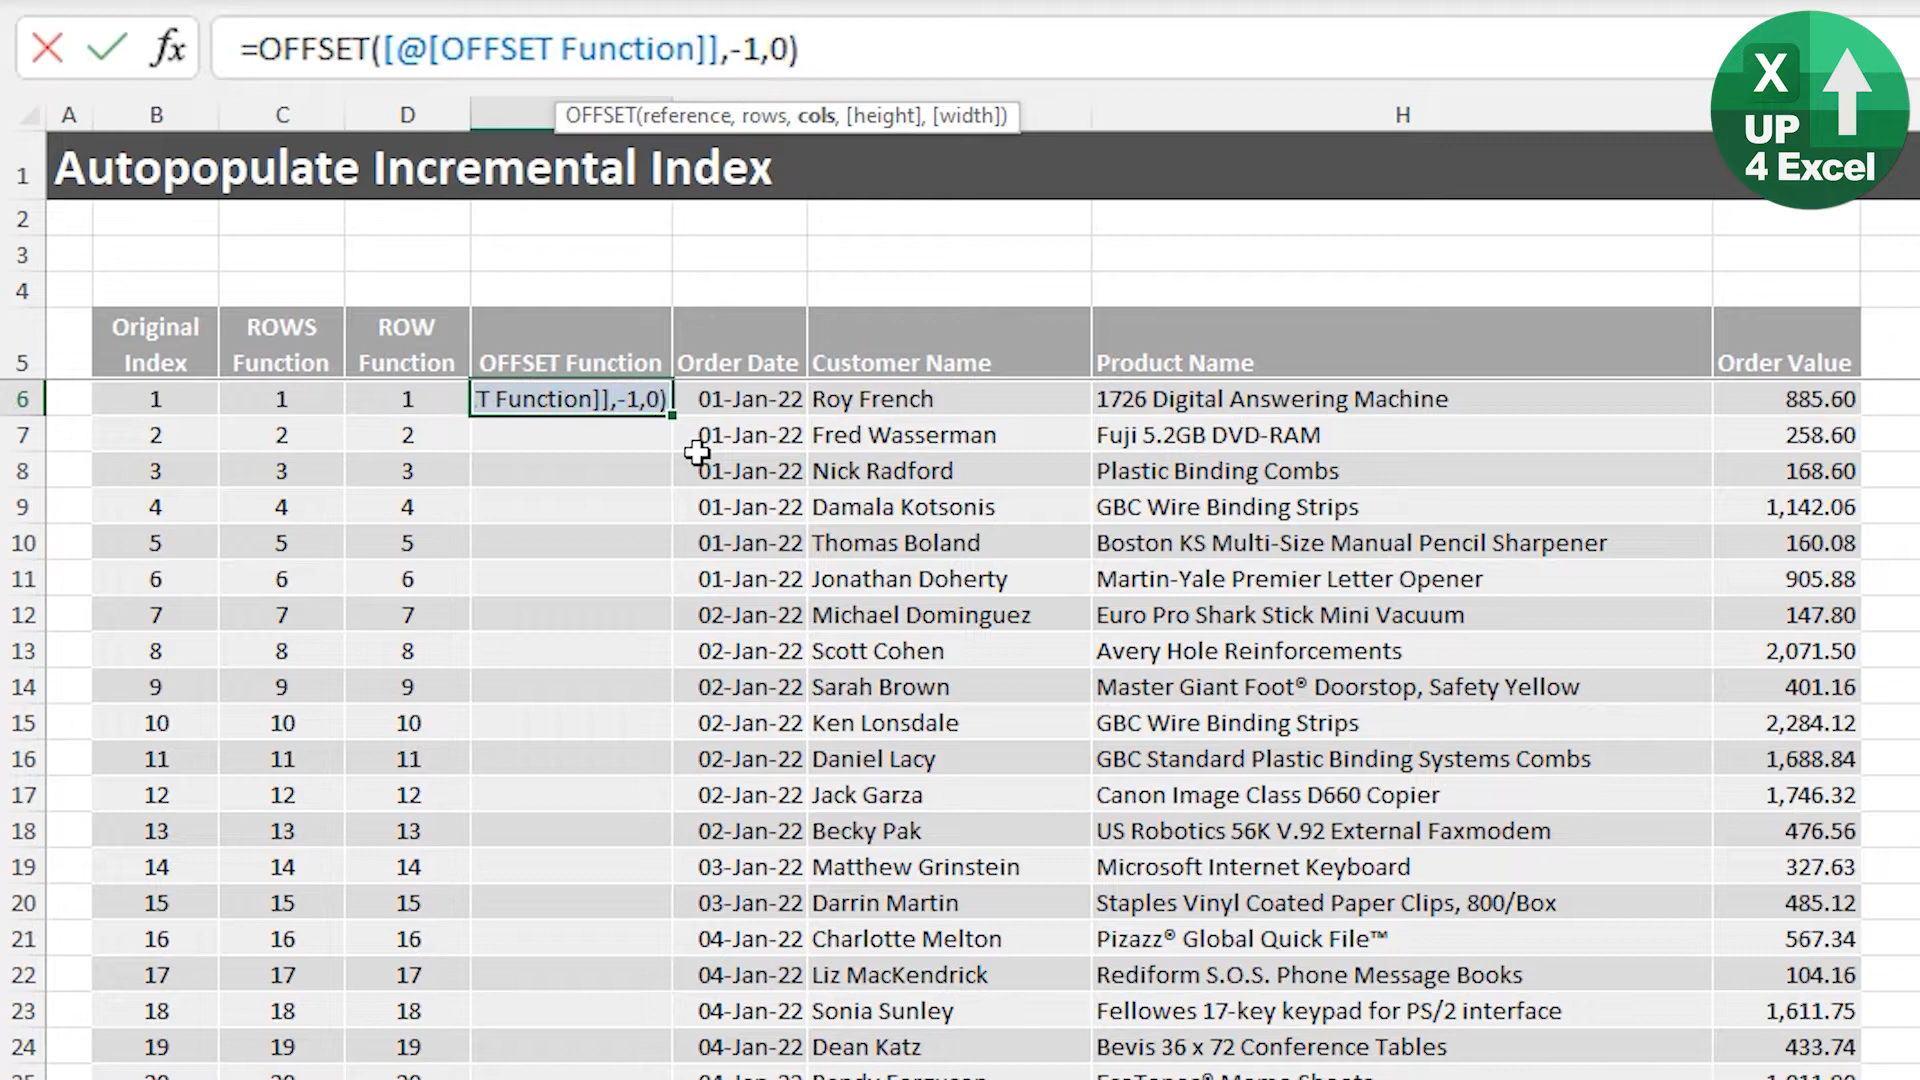 =OFFSET([@[OFFSET Function]],-1,0)
X
UP
4 Excel
A B C D H
OFFSET(reference, rows, cols, [height], [width])
1 Autopopulate Incremental Index
2
3
4
Original ROWS ROW
5 Index Function Function OFFSET Function Order Date Customer Name Product Name Order Value
6 1 1 1 T Function]],-1,0) 01-Jan-22 Roy French 1726 Digital Answering Machine 885.60
7 2 2 2 01-Jan-22 Fred Wasserman Fuji 5.2GB DVD-RAM 258.60
8 3 3 3 01-Jan-22 Nick Radford Plastic Binding Combs 168.60
9 4 4 4 01-Jan-22 Damala Kotsonis GBC Wire Binding Strips 1,142.06
10 5 5 5 01-Jan-22 Thomas Boland Boston KS Multi-Size Manual Pencil Sharpener 160.08
11 6 6 6 01-Jan-22 Jonathan Doherty Martin-Yale Premier Letter Opener 905.88
12 7 7 7 02-Jan-22 Michael Dominguez Euro Pro Shark Stick Mini Vacuum 147.80
13 8 8 8 02-Jan-22 Scott Cohen Avery Hole Reinforcements 2,071.50
14 9 9 9 02-Jan-22 Sarah Brown Master Giant Foot® Doorstop, Safety Yellow 401.16
15 10 10 10 02-Jan-22 Ken Lonsdale GBC Wire Binding Strips 2,284.12
16 11 11 11 02-Jan-22 Daniel Lacy GBC Standard Plastic Binding Systems Combs 1,688.84
17 12 12 12 02-Jan-22 Jack Garza Canon Image Class D660 Copier 1,746.32
18 13 13 13 02-Jan-22 Becky Pak US Robotics 56K V.92 External Faxmodem 476.56
19 14 14 14 03-Jan-22 Matthew Grinstein Microsoft Internet Keyboard 327.63
20 15 15 15 03-Jan-22 Darrin Martin Staples Vinyl Coated Paper Clips, 800/Box 485.12
21 16 16 16 04-Jan-22 Charlotte Melton Pizazz® Global Quick File™ 567.34
22 17 17 17 04-Jan-22 Liz MacKendrick Rediform S.O.S. Phone Message Books 104.16
23 18 18 18 04-Jan-22 Sonia Sunley Fellowes 17-key keypad for PS/2 interface 1,611.75
24 19 19 19 04-Jan-22 Dean Katz Bevis 36 x 72 Conference Tables 433.74